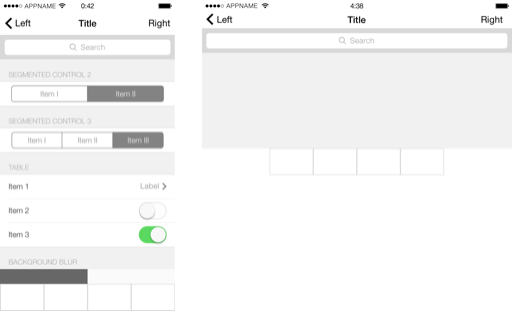 APPNAME 0:42
Left Title Right
Search
SEGMENTED CONTROL 2
Item I Item II
SEGMENTED CONTROL 3
Item I Item II Item III
TABLE
Item 1 Label
Item 2
Item 3
BACKGROUND BLUR
APPNAME 4:38
Left Right
Search